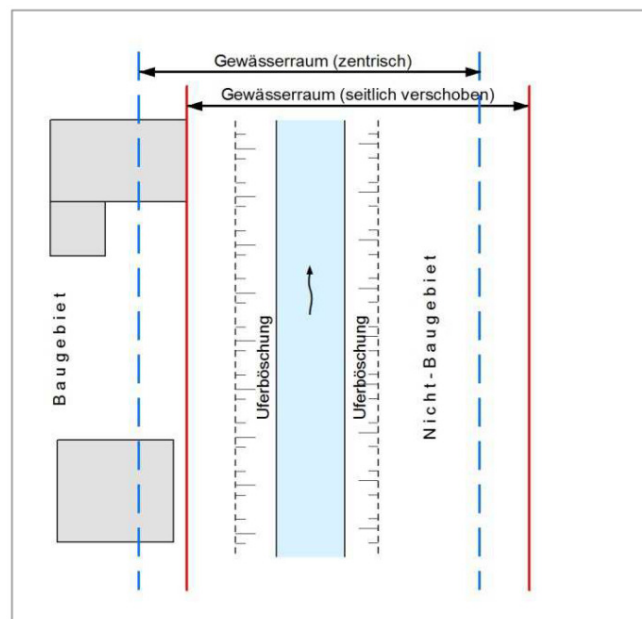 Gewässerraum (zentrisch)
Gewässerraum (seitlich verschoben)
Baugebiet
Uferböschung
Uferböschung
Nicht-Baugebiet